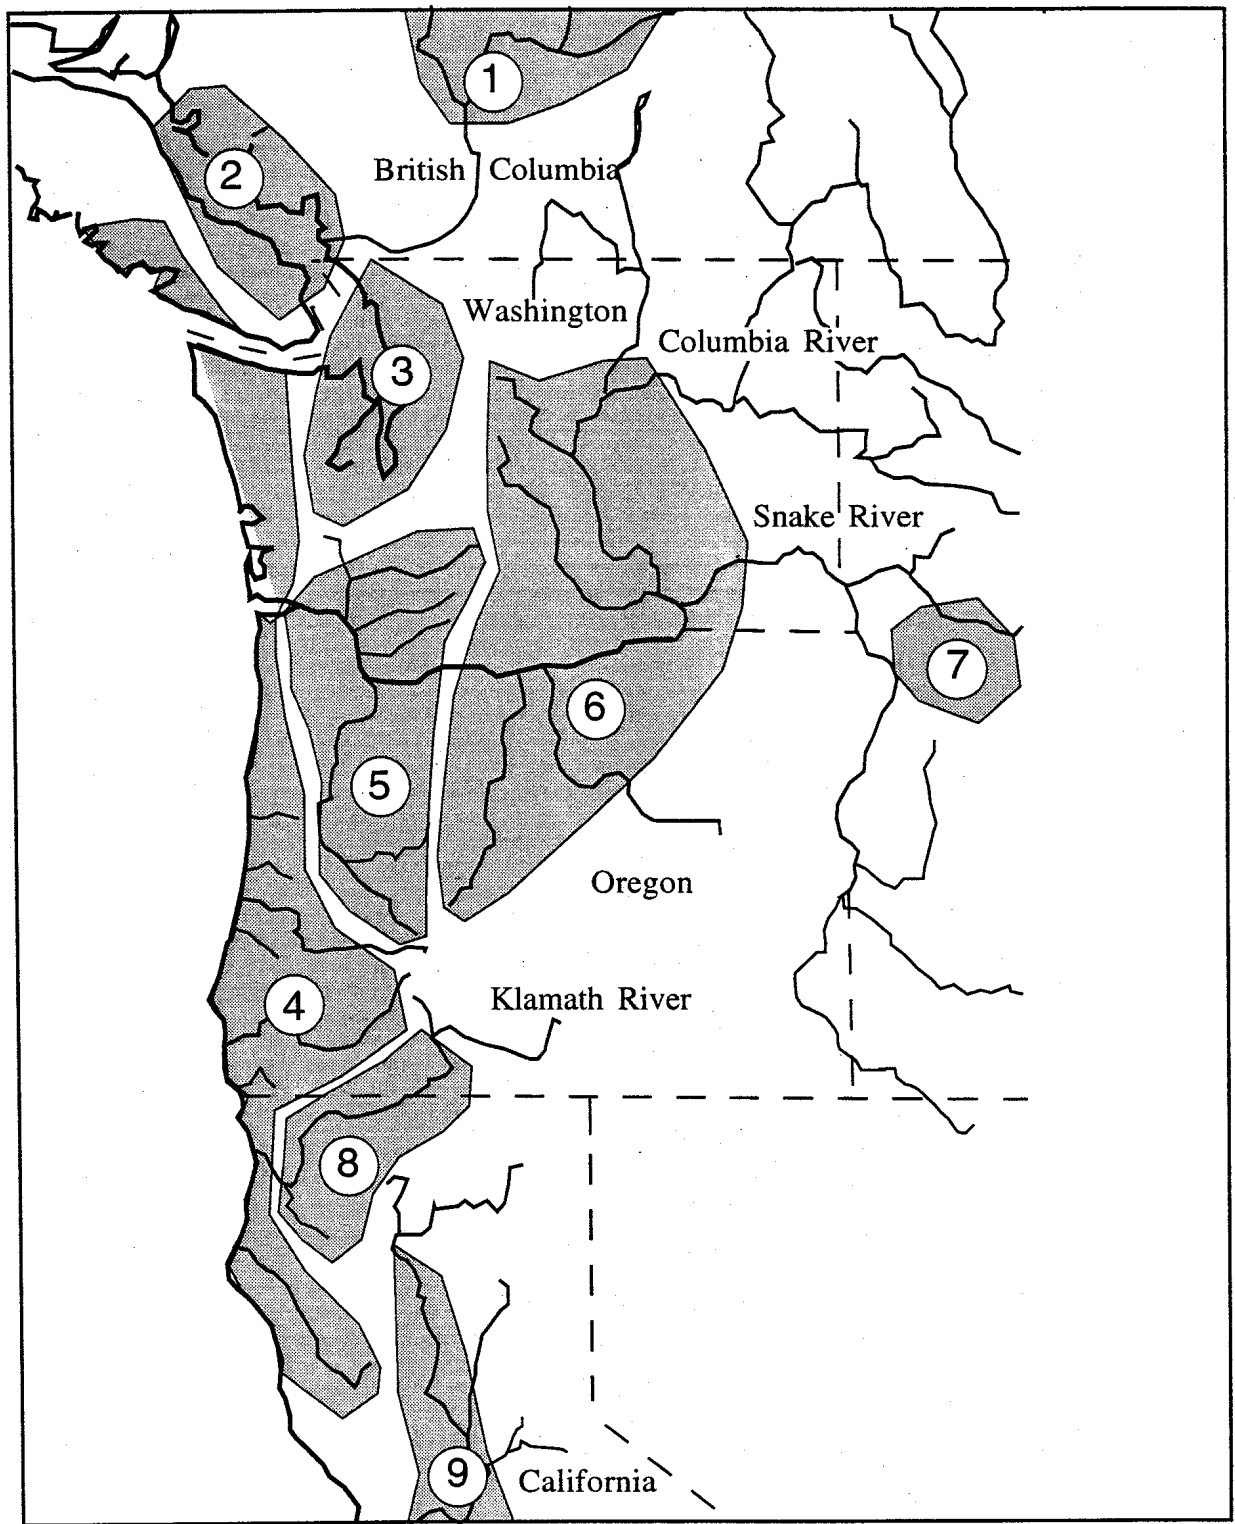 1
British Columbia
2
Washington
Columbia River
3
Snake River
7
6
5
Oregon
Klamath River
4
8
9
California